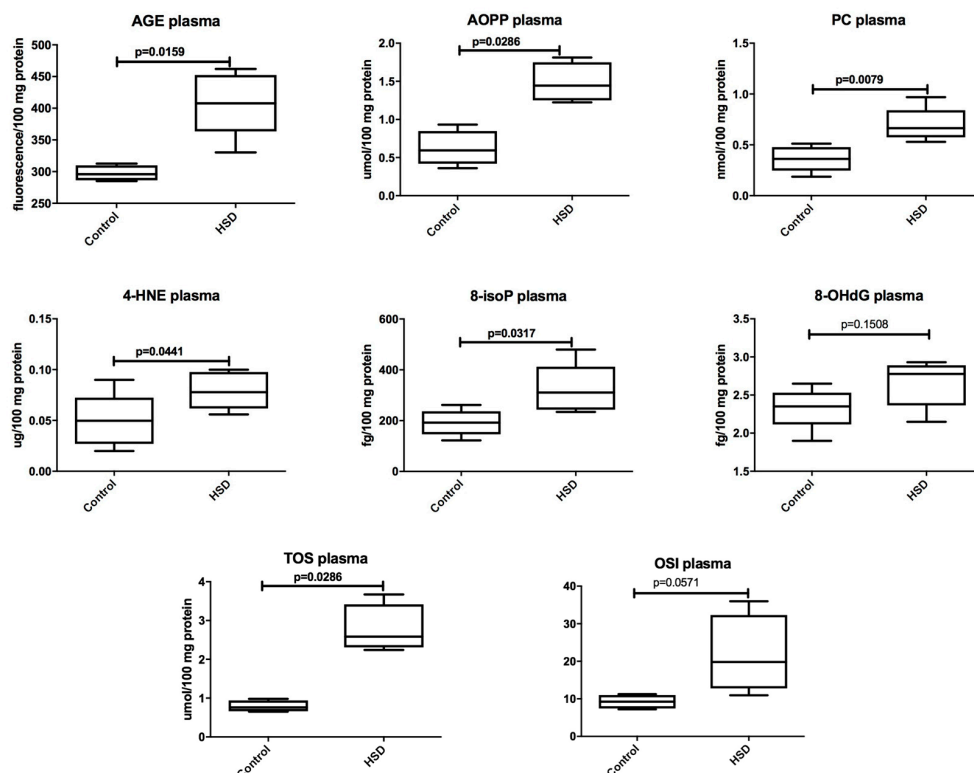 AGE plasma
p=0.0159
fluorescence/100 mg protein
500
450
400
350
300
250
Control
HSD
AOPP plasma
p=0.0286
umol/100 mg protein
2.0
1.5
1.0
0.5
0.0
Control
HSD
PC plasma
p=0.0079
nmol/100 mg protein
1.5
1.0
0.5
0.0
Control
HSD
4-HNE plasma
p=0.0441
ug/100 mg protein
0.15
0.10
0.05
0.00
Control
HSD
8-isoP plasma
p=0.0317
fg/100 mg protein
600
400
200
0
Control
HSD
8-OHdG plasma
p=0.1508
fg/100 mg protein
3.5
3.0
2.5
2.0
1.5
Control
HSD
TOS plasma
p=0.0286
umol/100 mg protein
4
3
2
1
0
Control
HSD
OSI plasma
p=0.0571
40
30
20
10
0
Control
HSD